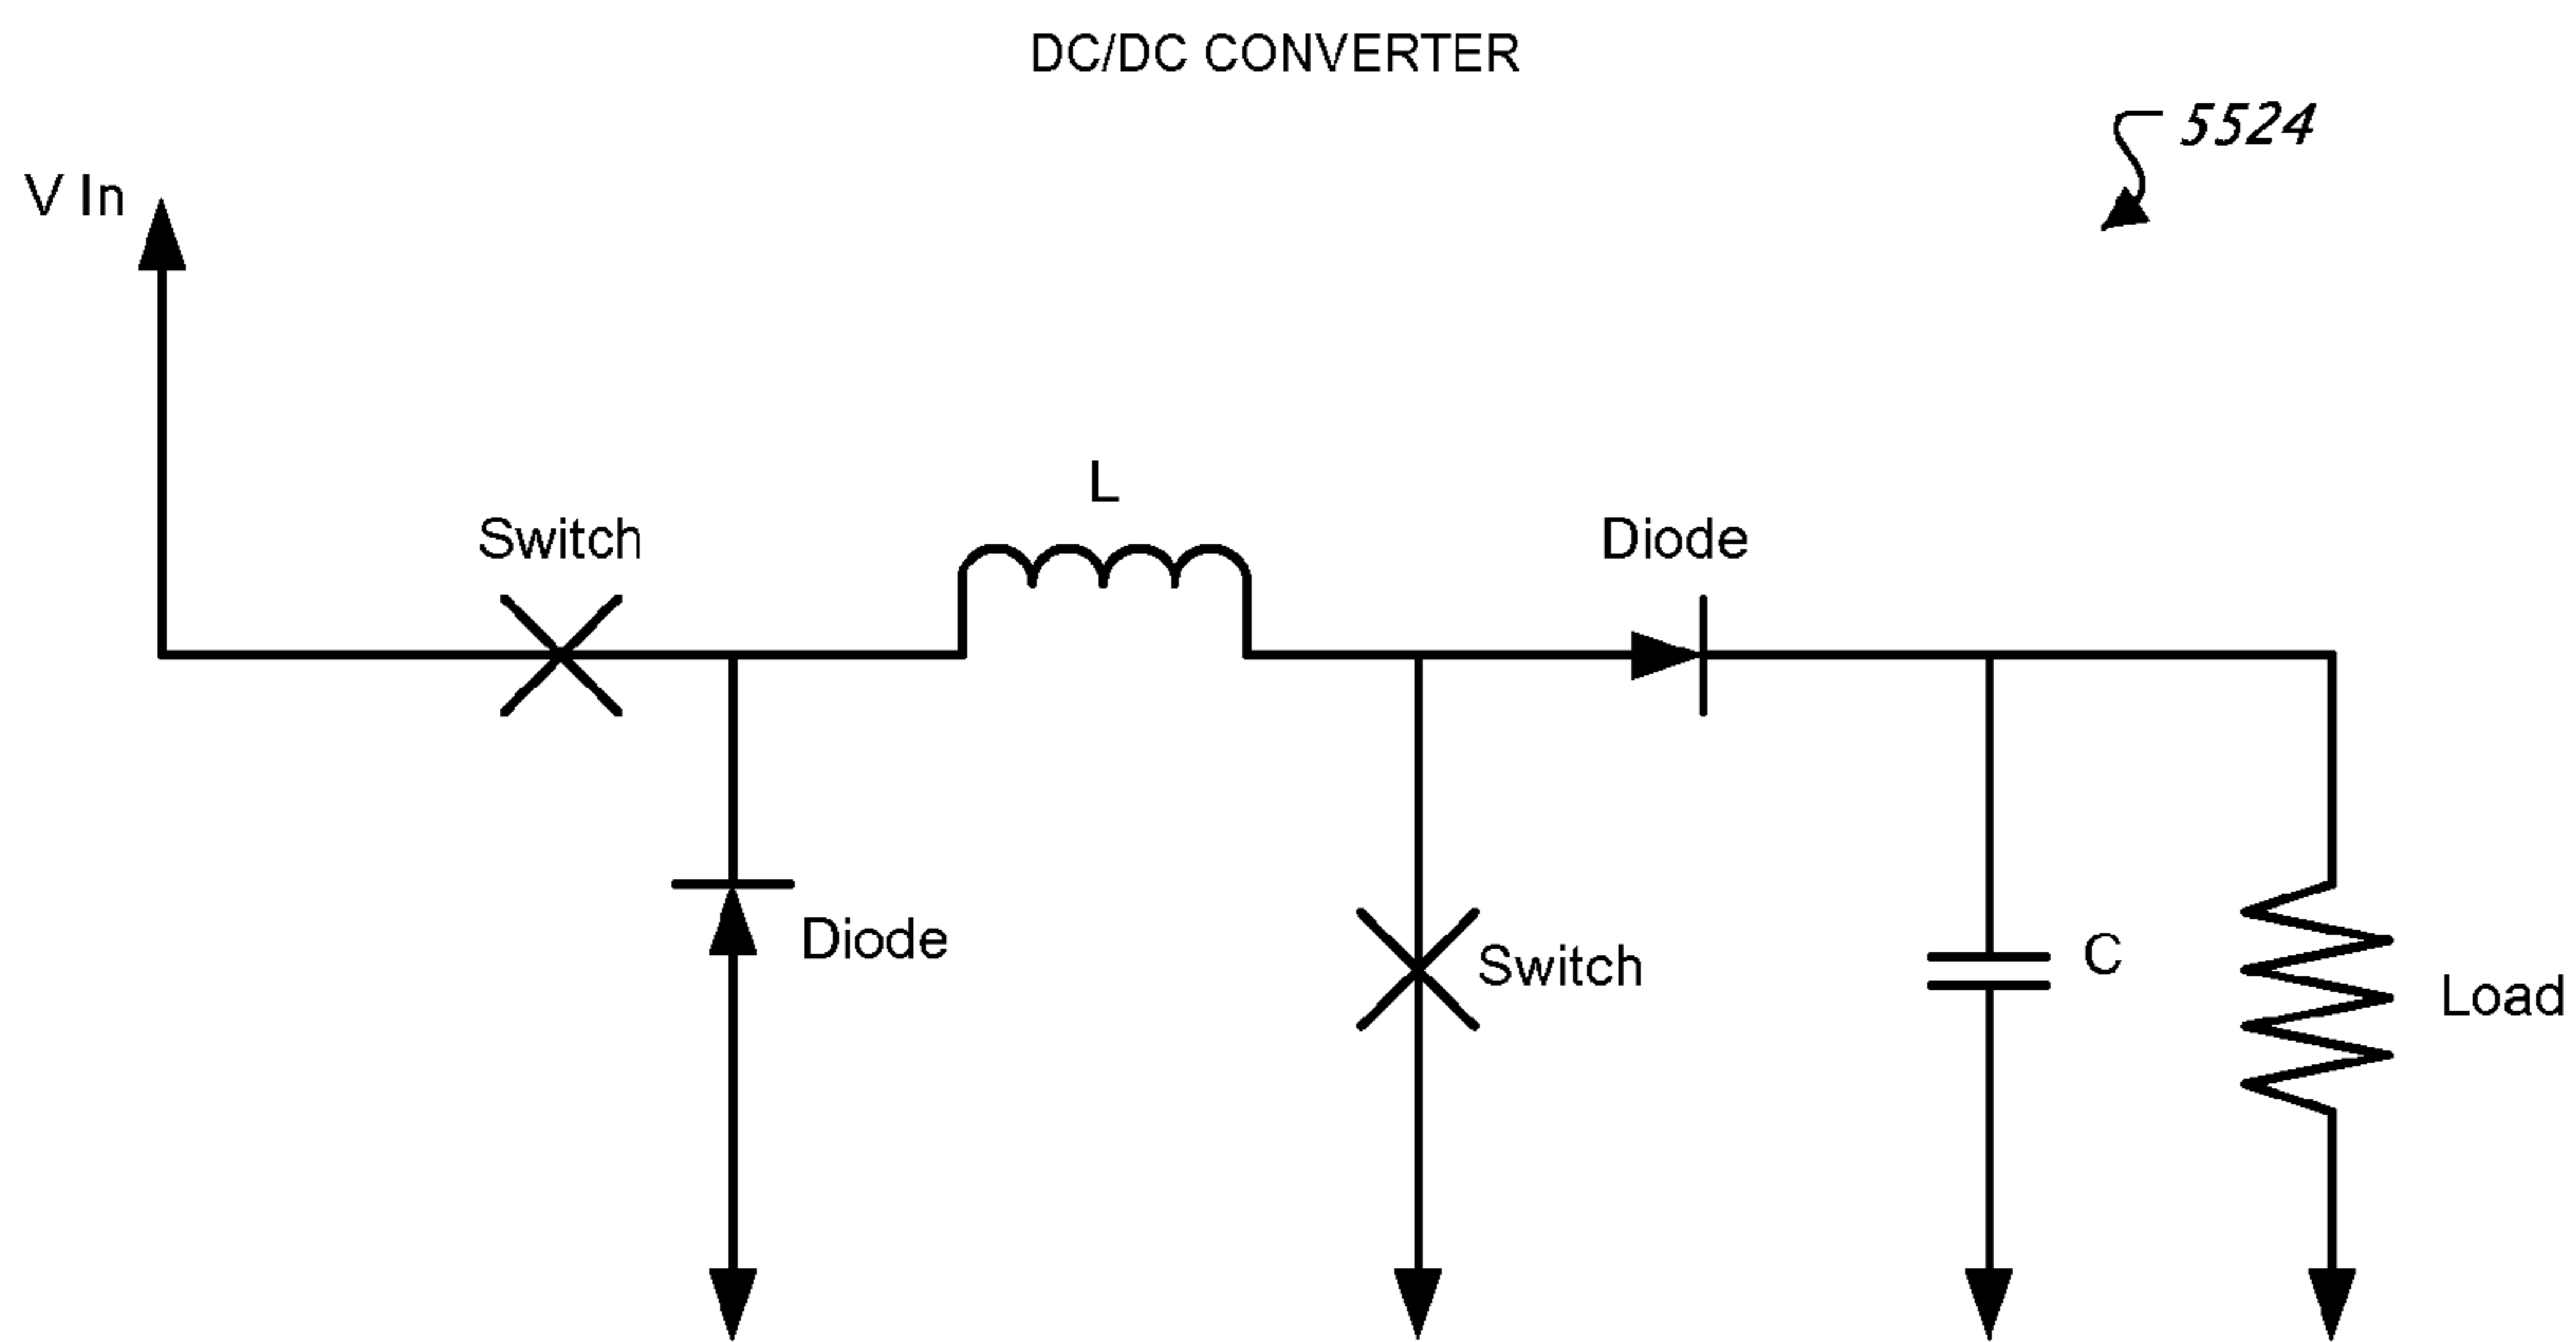 DC/DC CONVERTER
5524
V In
L
Switch
Diode
Diode
Switch
C
Load